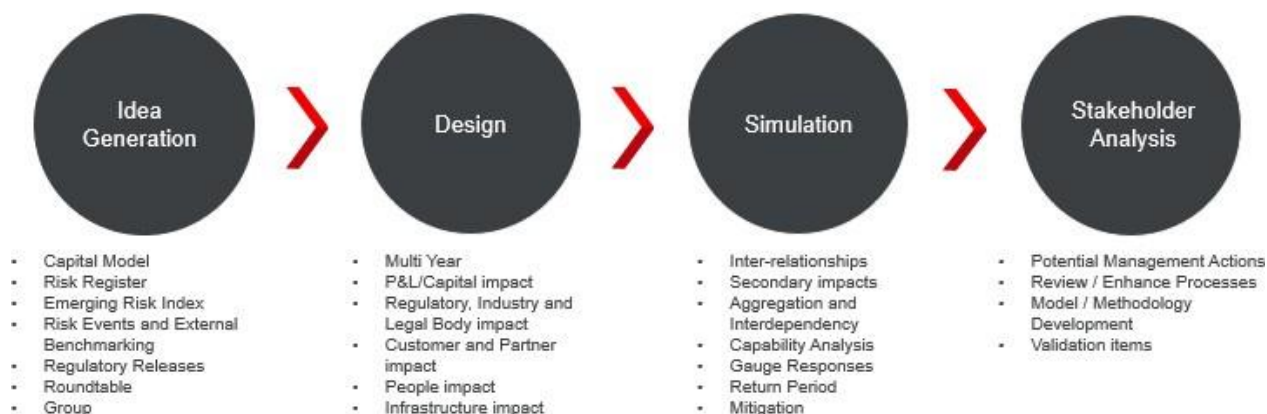 Idea
Generation
Design
Simulation
Stakeholder
Analysis
- Capital Model
- Risk Register
- Emerging Risk Index
- Risk Events and External
Benchmarking
- Regulatory Releases
- Roundtable
- Group
- Multi Year
- P&L/Capital impact
- Regulatory, Industry and
Legal Body impact
- Customer and Partner
impact
- People impact
- Infrastructure impact
- Inter-relationships
- Secondary impacts
- Aggregation and
Interdependency
- Capability Analysis
- Gauge Responses
- Return Period
- Mitigation
- Potential Management Actions
- Review / Enhance Processes
- Model / Methodology
Development
- Validation items